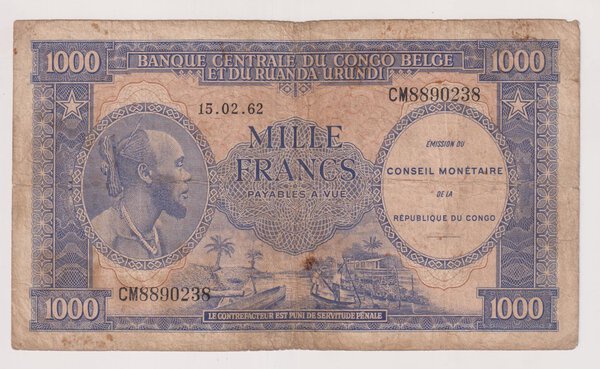 1000
BANQUE CENTRALE DU CONGO BELGE
ET DU RUANDA URUNDI
1000
15.02.62
CM8890238
MILLE
FRANCS
PAYABLES A VUE
EMISSION DU
CONSEIL MONÉTAIRE
DE LA
RÉPUBLIQUE DU CONGO
CM8890238
1000
LE CONTREFACTEUR EST PUNI DE SERVITUDE PÉNALE
1000